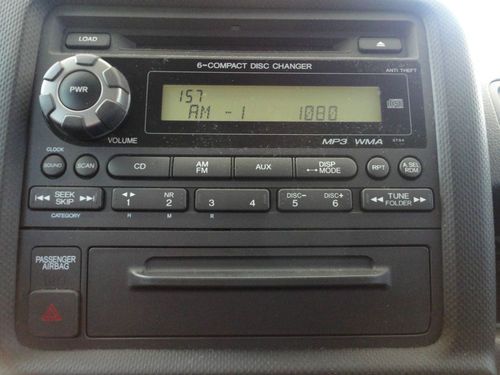 LOAD
6-COMPACT DISC CHANGER
ANTI THEFT
PWR
157
AM -1 1080
VOLUME
MP3 WMA
CLOCK
SOUND
SCAN
CD
AM
FM
AUX
DISP
MODE
RPT
A.SEL
RDM
SEEK
SKIP
CATEGORY
1
NR
2
3
4
DISC-
5
DISC+
6
TUNE
FOLDER
H
M
R
PASSENGER
AIRBAG